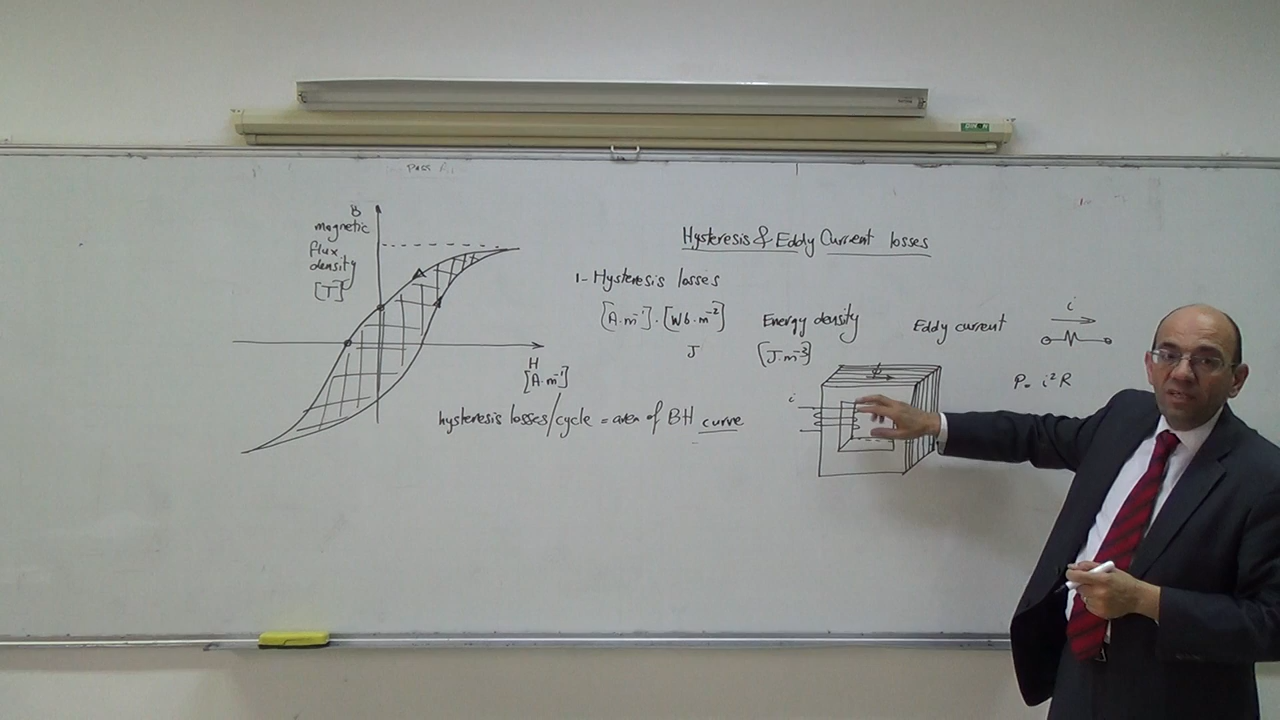 B
magnetic
flux
density
[T]
H
[A.m⁻¹]
Hysteresis & Eddy Current losses
1- Hysteresis losses
[A.m⁻¹] . [Wb.m⁻²]
J
Energy density
[J.m⁻³]
hysteresis losses/cycle = area of BH curve
Eddy current
i
P = i²R
ϕ
i